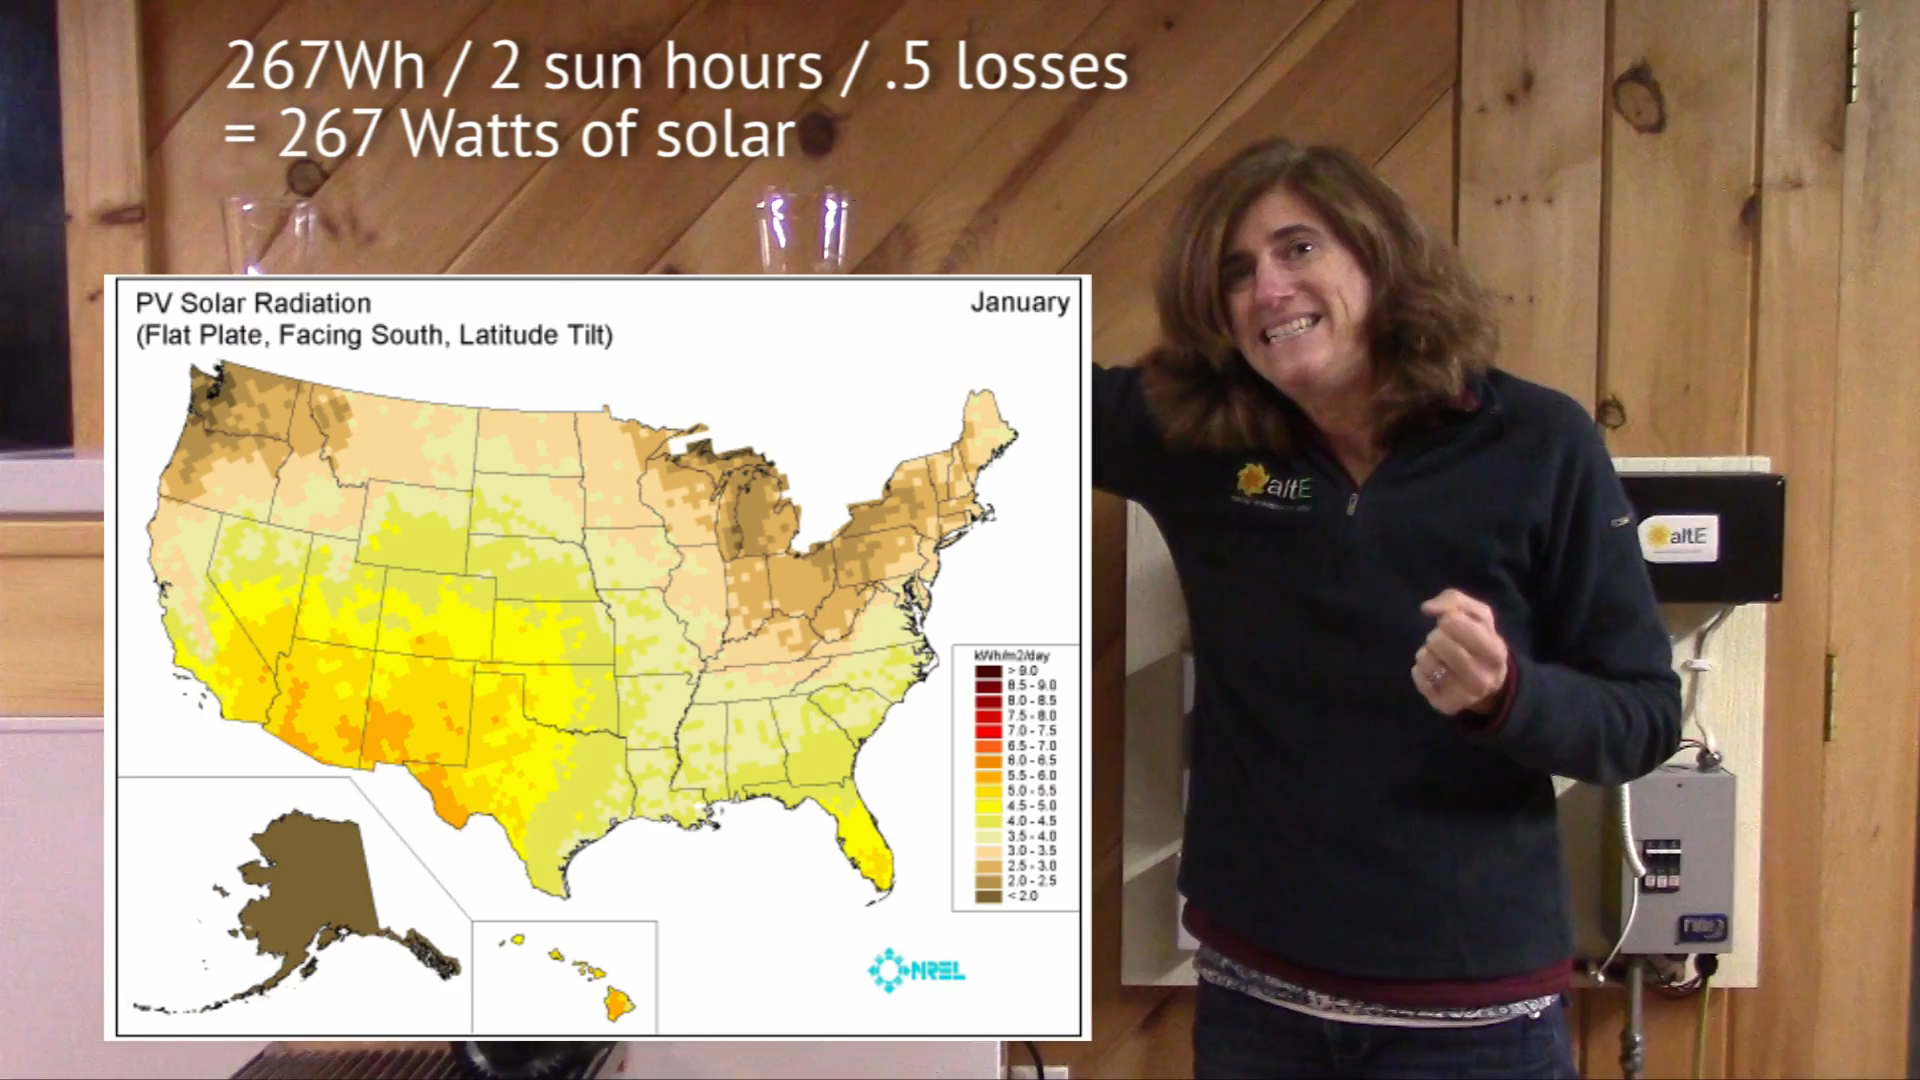 267Wh / 2 sun hours / .5 losses
= 267 Watts of solar
PV Solar Radiation
January
(Flat Plate, Facing South, Latitude Tilt)
kWh/m2/day
> 9.0
8.5 - 9.0
8.0 - 8.5
7.5 - 8.0
7.0 - 7.5
6.5 - 7.0
6.0 - 6.5
5.5 - 6.0
5.0 - 5.5
4.5 - 5.0
4.0 - 4.5
3.5 - 4.0
3.0 - 3.5
2.5 - 3.0
2.0 - 2.5
< 2.0
NREL
altE
altE